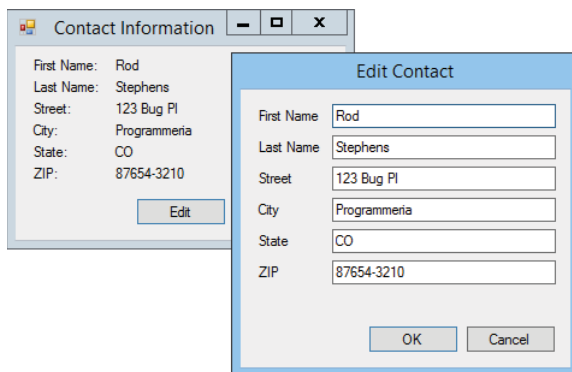 Contact Information
First Name: Rod
Last Name: Stephens
Street: 123 Bug Pl
City: Programmeria
State: CO
ZIP: 87654-3210
Edit
Edit Contact
First Name Rod
Last Name Stephens
Street 123 Bug Pl
City Programmeria
State CO
ZIP 87654-3210
OK Cancel